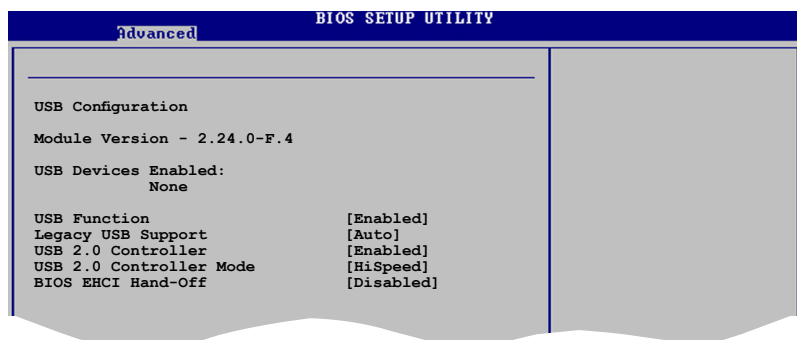 BIOS SETUP UTILITY
Advanced
USB Configuration
Module Version - 2.24.0-F.4
USB Devices Enabled:
None
USB Function [Enabled]
Legacy USB Support [Auto]
USB 2.0 Controller [Enabled]
USB 2.0 Controller Mode [HiSpeed]
BIOS EHCI Hand-Off [Disabled]